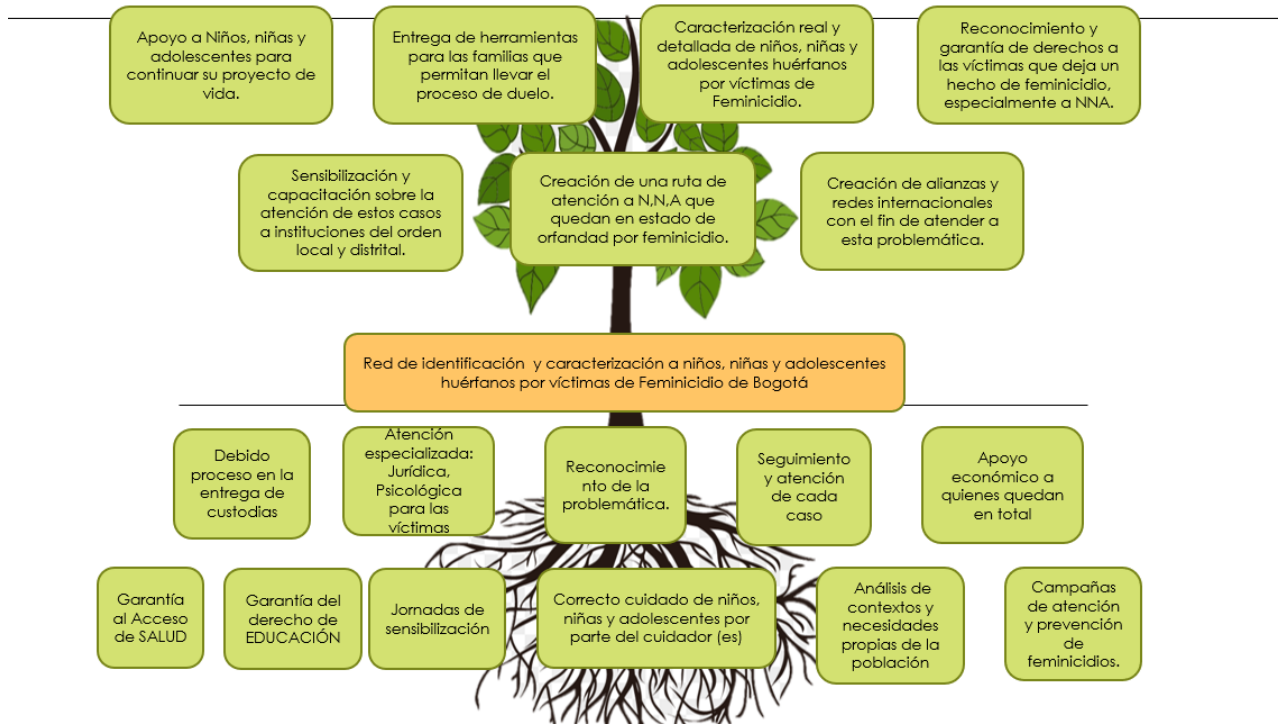 Apoyo a Niños, niñas y
adolescentes para
continuar su proyecto de
vida.
Entrega de herramientas
para las familias que
permitan llevar el
proceso de duelo.
Caracterización real y
detallada de niños, niñas y
adolescentes huérfanos
por víctimas de
Feminicidio.
Reconocimiento y
garantía de derechos a
las víctimas que deja un
hecho de feminicidio,
especialmente a NNA.
Sensibilización y
capacitación sobre la
atención de estos casos
a instituciones del orden
local y distrital.
Creación de una ruta de
atención a N,N,A que
quedan en estado de
orfandad por feminicidio.
Creación de alianzas y
redes internacionales
con el fin de atender a
esta problemática.
Red de identificación y caracterización a niños, niñas y adolescentes
huérfanos por víctimas de Feminicidio de Bogotá
Debido
proceso en la
entrega de
custodias
Atención
especializada:
Jurídica,
Psicológica
para las
víctimas
Reconocimie
nto de la
problemática.
Seguimiento
y atención
de cada
caso
Apoyo
económico a
quienes quedan
en total
Garantía
al Acceso
de SALUD
Garantía del
derecho de
EDUCACIÓN
Jornadas de
sensibilización
Correcto cuidado de niños,
niñas y adolescentes por
parte del cuidador (es)
Análisis de
contextos y
necesidades
propias de la
población
Campañas
de atención
y prevención
de
feminicidios.